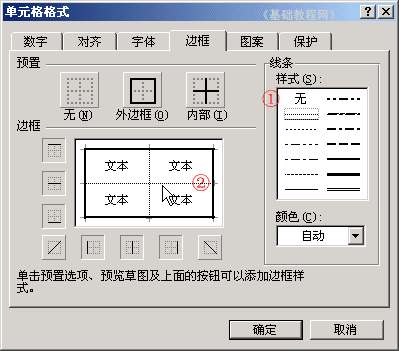 单元格格式 《基础教程网》
数字 对齐 字体 边框 图案 保护
预置
无(N) 外边框(O) 内部(I)
边框
文本 文本
文本 文本
②
线条
样式(S):
① 无
颜色(C):
自动
单击预置选项、预览草图及上面的按钮可以添加边框样
式。
确定 取消